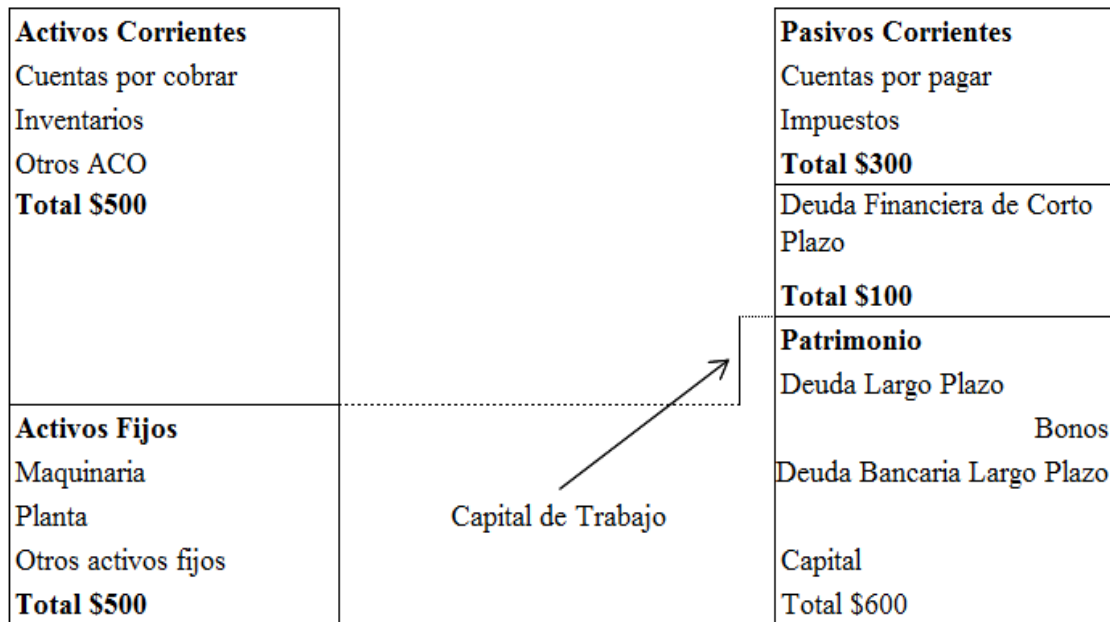 Activos Corrientes
Cuentas por cobrar
Inventarios
Otros ACO
Total $500
Activos Fijos
Maquinaria
Planta
Otros activos fijos
Total $500
Capital de Trabajo
Pasivos Corrientes
Cuentas por pagar
Impuestos
Total $300
Deuda Financiera de Corto
Plazo
Total $100
Patrimonio
Deuda Largo Plazo
Bonos
Deuda Bancaria Largo Plazo
Capital
Total $600